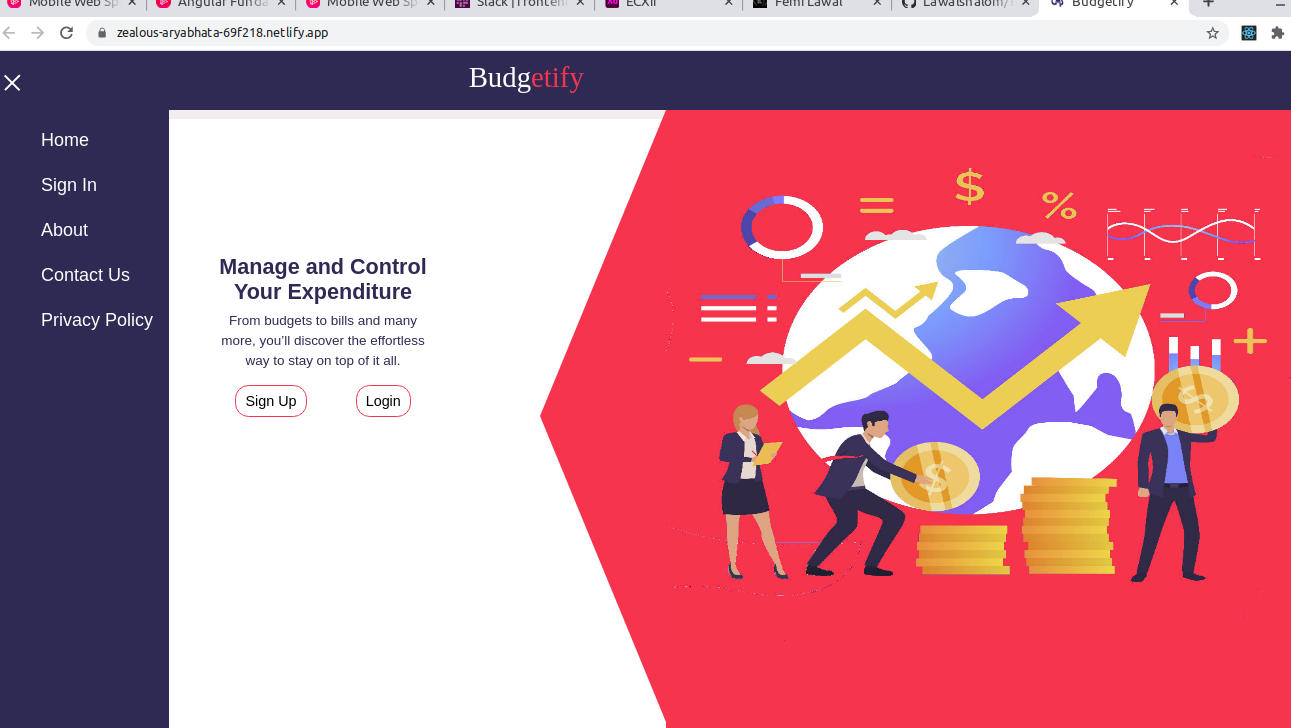 Mobile Web Sp
Angular Funda
Mobile Web Sp
Slack | fronten
ECXII
Femi Lawal
Budgetify
zealous-aryabhata-69f218.netlify.app
Budgetify
Home
Sign In
About
Contact Us
Privacy Policy
Manage and Control
Your Expenditure
From budgets to bills and many
more, you’ll discover the effortless
way to stay on top of it all.
Sign Up
Login
$
%
$
$